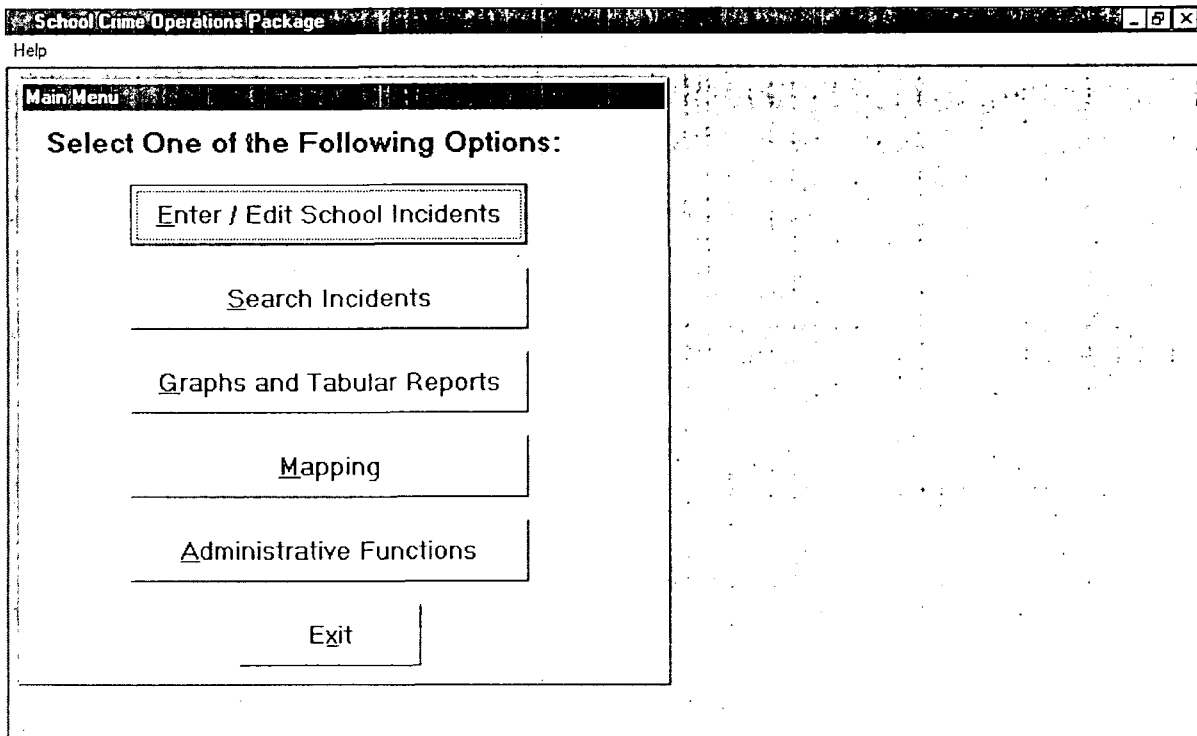 School Crime Operations Package
Help
Main Menu
Select One of the Following Options:
Enter / Edit School Incidents
Search Incidents
Graphs and Tabular Reports
Mapping
Administrative Functions
Exit